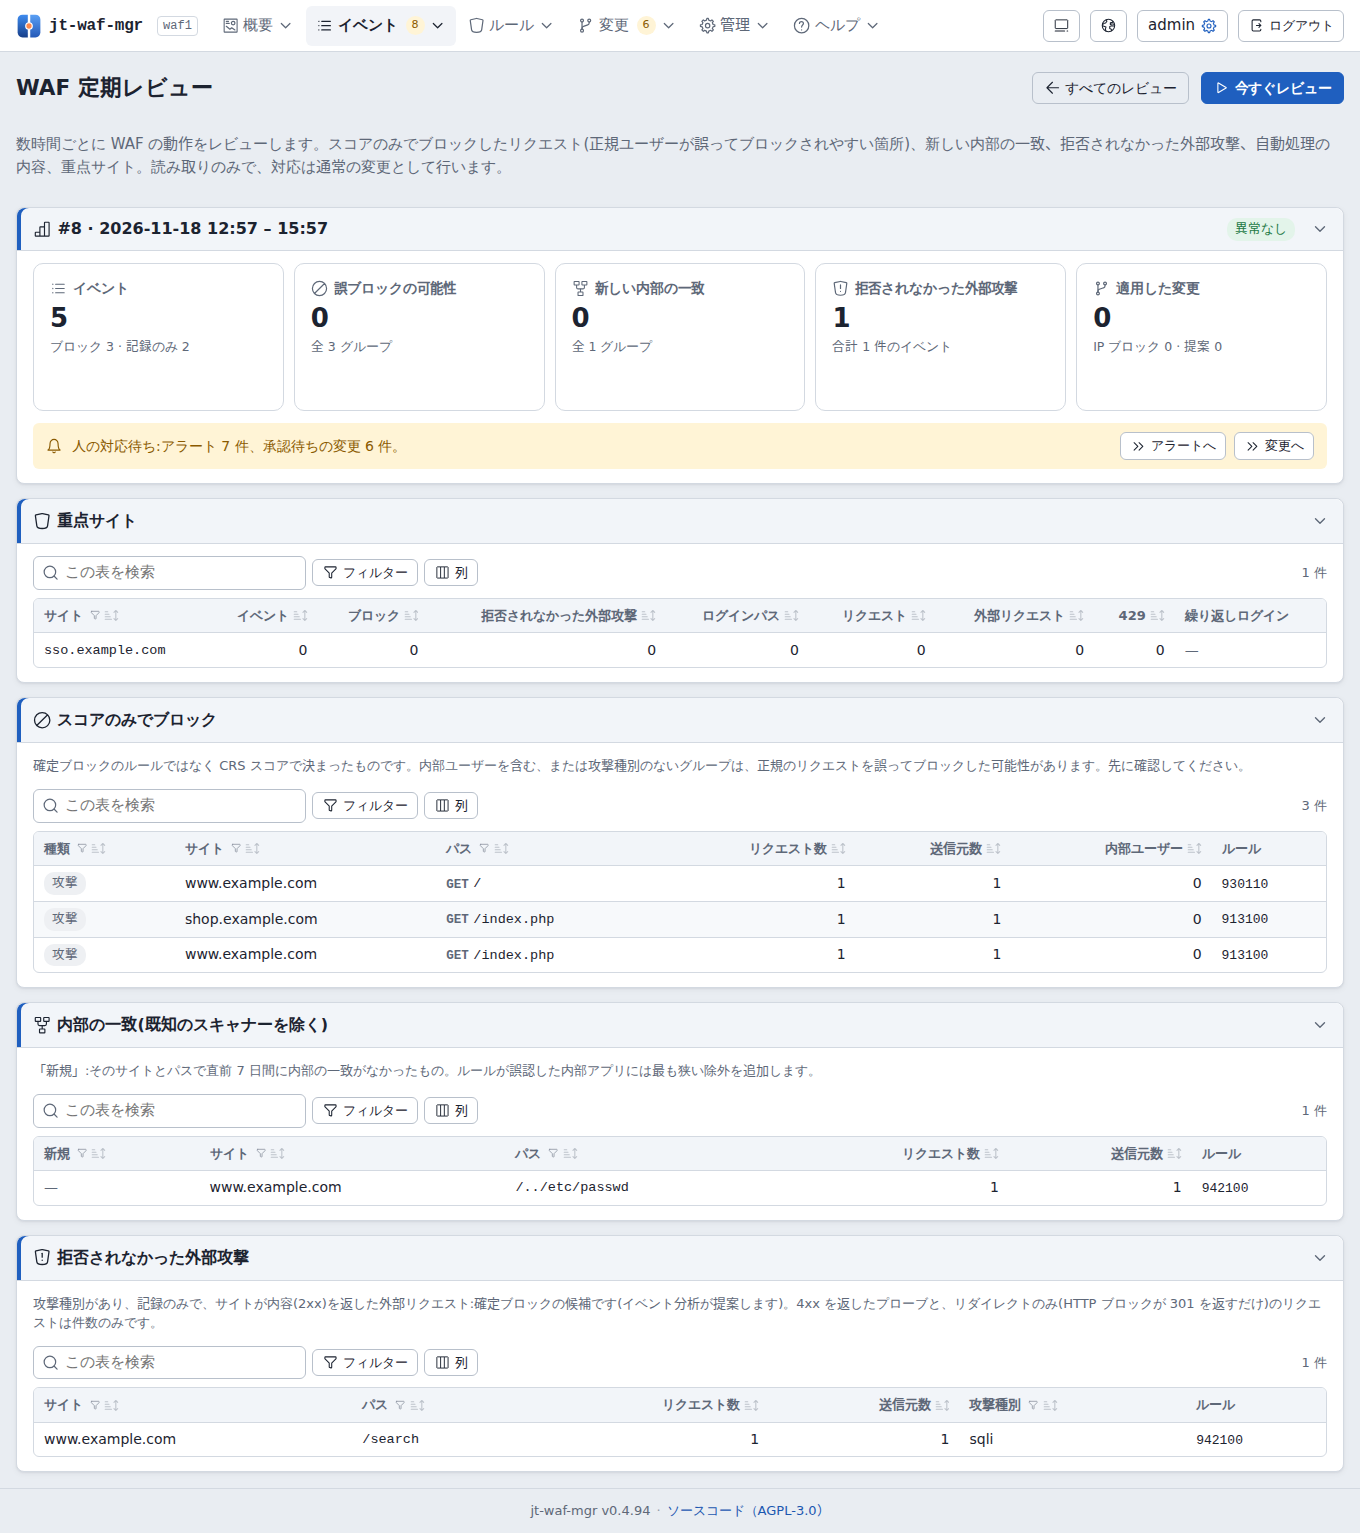 jt-waf-mgr waf1 概要 イベント 8 ルール 変更 6 管理 ヘルプ admin ログアウト
WAF 定期レビュー
すべてのレビュー 今すぐレビュー
数時間ごとに WAF の動作をレビューします。スコアのみでブロックしたリクエスト(正規ユーザーが誤ってブロックされやすい箇所)、新しい内部の一致、拒否されなかった外部攻撃、自動処理の
内容、重点サイト。読み取りのみで、対応は通常の変更として行います。
#8 · 2026-11-18 12:57 – 15:57 異常なし
イベント 誤ブロックの可能性 新しい内部の一致 拒否されなかった外部攻撃 適用した変更
5 0 0 1 0
ブロック 3 · 記録のみ 2 全 3 グループ 全 1 グループ 合計 1 件のイベント IP ブロック 0 · 提案 0
人の対応待ち:アラート 7 件、承認待ちの変更 6 件。 アラートへ 変更へ
重点サイト
この表を検索 フィルター 列 1 件
サイト イベント ブロック 拒否されなかった外部攻撃 ログインパス リクエスト 外部リクエスト 429 繰り返しログイン
sso.example.com 0 0 0 0 0 0 0 —
スコアのみでブロック
確定ブロックのルールではなく CRS スコアで決まったものです。内部ユーザーを含む、または攻撃種別のないグループは、正規のリクエストを誤ってブロックした可能性があります。先に確認してください。
この表を検索 フィルター 列 3 件
種類 サイト パス リクエスト数 送信元数 内部ユーザー ルール
攻撃 www.example.com GET / 1 1 0 930110
攻撃 shop.example.com GET /index.php 1 1 0 913100
攻撃 www.example.com GET /index.php 1 1 0 913100
内部の一致(既知のスキャナーを除く)
「新規」:そのサイトとパスで直前 7 日間に内部の一致がなかったもの。ルールが誤認した内部アプリには最も狭い除外を追加します。
この表を検索 フィルター 列 1 件
新規 サイト パス リクエスト数 送信元数 ルール
— www.example.com /../etc/passwd 1 1 942100
拒否されなかった外部攻撃
攻撃種別があり、記録のみで、サイトが内容(2xx)を返した外部リクエスト:確定ブロックの候補です(イベント分析が提案します)。4xx を返したプローブと、リダイレクトのみ(HTTP ブロックが 301 を返すだけ)のリクエ
ストは件数のみです。
この表を検索 フィルター 列 1 件
サイト パス リクエスト数 送信元数 攻撃種別 ルール
www.example.com /search 1 1 sqli 942100
jt-waf-mgr v0.4.94 · ソースコード（AGPL-3.0）